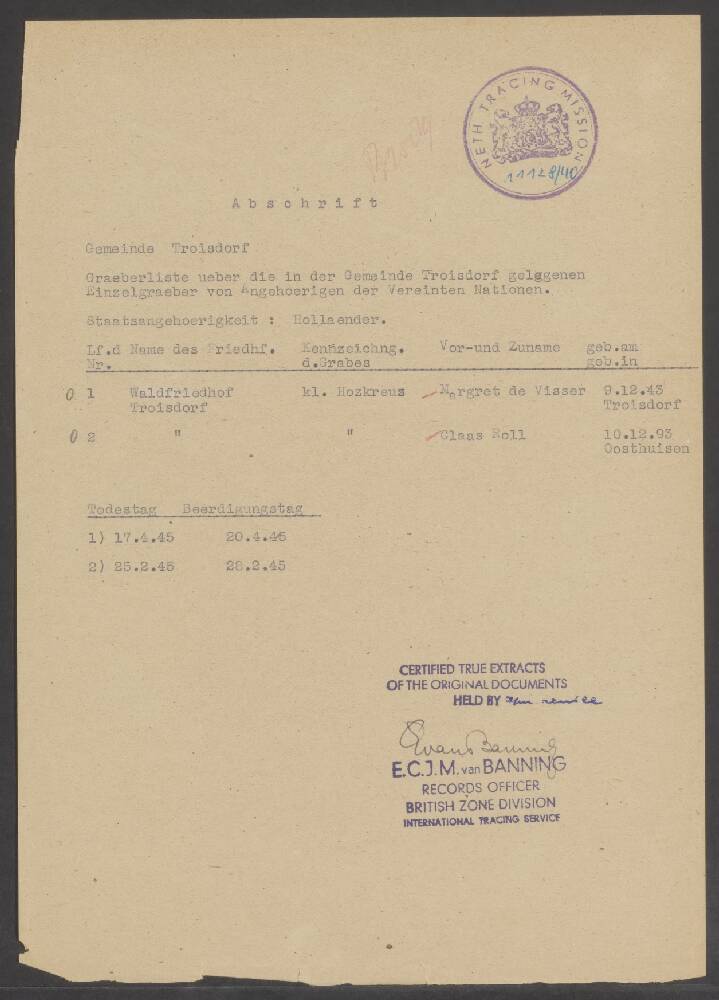 NETH TRACING MISSION
11128/40
Abschrift
Gemeinde Troisdorf
Graeberliste ueber die in der Gemeinde Troisdorf gelggenen
Einzelgraeber von Angehoerigen der Vereinten Nationen.
Staatsangehoerigkeit : Hollaender.
Lf.d Name des Friedhf. Kennzeichng. Vor-und Zuname geb.am
Nr. d.Grabes geb.in
0 1 Waldfriedhof kl. Hozkreuz Margret de Visser 9.12.43
Troisdorf Troisdorf
0 2 " " Claas Roll 10.12.93
Oosthuisen
Todestag Beerdigungstag
1) 17.4.45 20.4.45
2) 25.2.45 28.2.45
CERTIFIED TRUE EXTRACTS
OF THE ORIGINAL DOCUMENTS
HELD BY
EvanBanning
E.C.J.M. van BANNING
RECORDS OFFICER
BRITISH ZONE DIVISION
INTERNATIONAL TRACING SERVICE